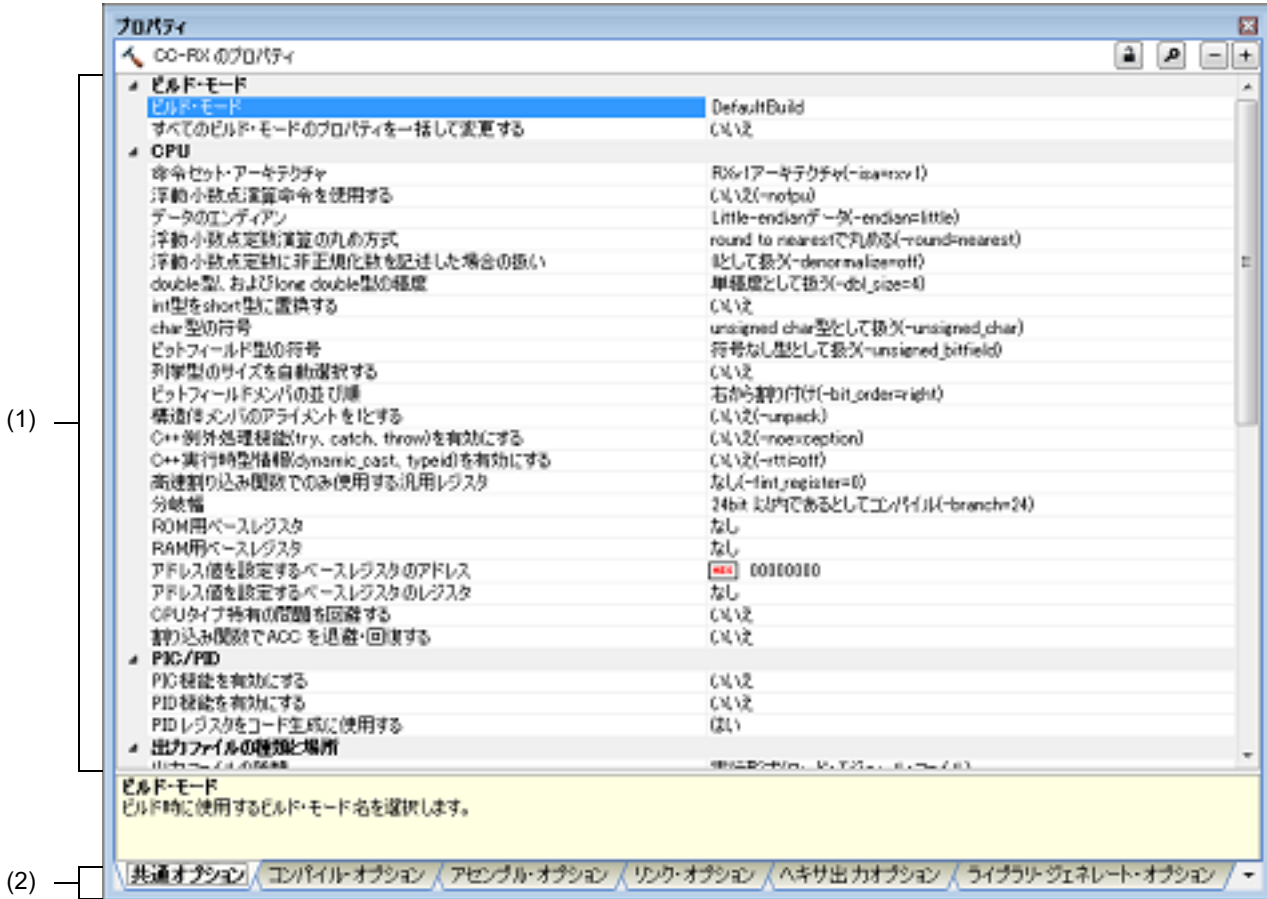 プロパティ
CC-RX のプロパティ
ビルド・モード
ビルド・モード DefaultBuild
すべてのビルド・モードのプロパティを一括して変更する いいえ
CPU
命令セット・アーキテクチャ RXv1アーキテクチャ(-isa=rxv1)
浮動小数点演算命令を使用する いいえ(-nofpu)
データのエンディアン Little-endianデータ(-endian=little)
浮動小数点定数演算の丸め方式 round to nearestで丸める(-round=nearest)
浮動小数点定数に非正規化数を記述した場合の扱い 0として扱う(-denormalize=off)
double型、およびlong double型の精度 単精度として扱う(-dbl_size=4)
int型をshort型に置換する いいえ
char型の符号 unsigned char型として扱う(-unsigned_char)
ビットフィールド型の符号 符号なし型として扱う(-unsigned_bitfield)
列挙型のサイズを自動選択する いいえ
ビットフィールドメンバの並び順 右から割り付け(-bit_order=right)
構造体メンバのアライメントを1とする いいえ(-unpack)
C++例外処理機能(try、catch、throw)を有効にする いいえ(-noexception)
C++実行時型情報(dynamic_cast、typeid)を有効にする いいえ(-rtti=off)
高速割り込み関数でのみ使用する汎用レジスタ なし(-fint_register=0)
分岐幅 24bit 以内であるとしてコンパイル(-branch=24)
ROM用ベースレジスタ なし
RAM用ベースレジスタ なし
アドレス値を設定するベースレジスタのアドレス HEX 00000000
アドレス値を設定するベースレジスタのレジスタ なし
CPUタイプ特有の問題を回避する いいえ
割り込み関数でACC を退避・回復する いいえ
PIC/PID
PIC機能を有効にする いいえ
PID機能を有効にする いいえ
PIDレジスタをコード生成に使用する はい
出力ファイルの種類と場所
出力ファイルの種類 実行形式(ロード・モジュール・ファイル)
ビルド・モード
ビルド時に使用するビルド・モード名を選択します。
共通オプション コンパイル・オプション アセンブル・オプション リンク・オプション ヘキサ出力オプション ライブラリ・ジェネレート・オプション
(1)
(2)